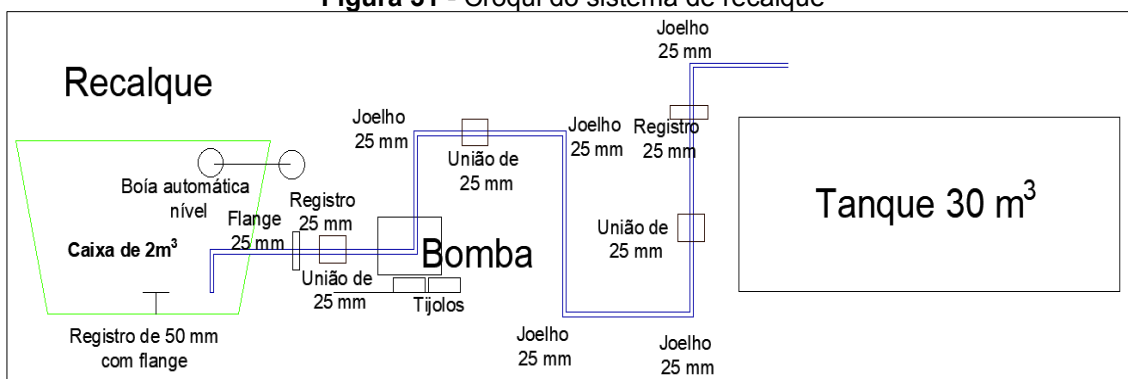 Figura 31 - Croqui do sistema de recalque
Recalque
Boía automática
nível
Caixa de 2m³
Flange
25 mm
Registro
25 mm
União de
25 mm
Registro de 50 mm
com flange
Joelho
25 mm
União de
25 mm
Bomba
Tijolos
Joelho
25 mm
Joelho
25 mm
Joelho
25 mm
Registro
25 mm
União de
25 mm
Joelho
25 mm
Tanque 30 m³